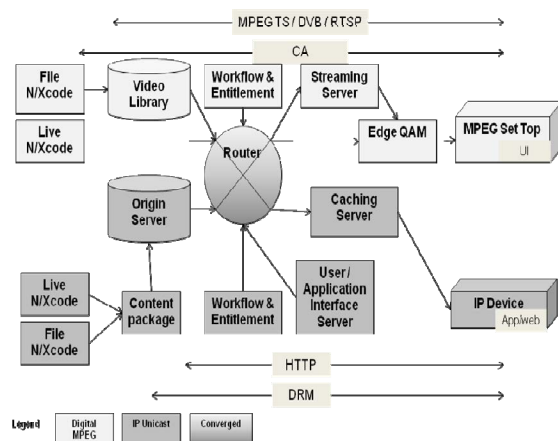 MPEG TS / DVB / RTSP
CA
File
N/Xcode
Video
Library
Workflow &
Entitlement
Streaming
Server
Live
N/Xcode
Edge QAM
MPEG Set Top
UI
Router
Origin
Server
Caching
Server
Live
N/Xcode
File
N/Xcode
Content
package
Workflow &
Entitlement
User /
Application
Interface
Server
IP Device
App/web
HTTP
DRM
Legend
Digital
MPEG
IP Unicast
Converged